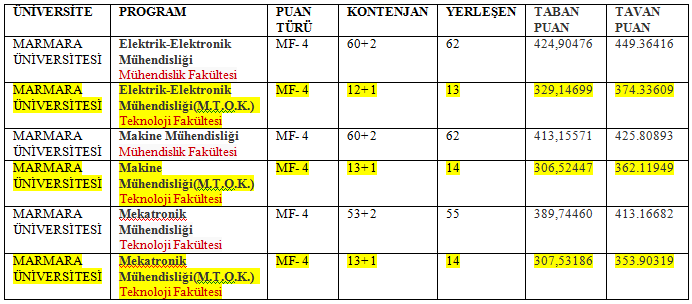 ÜNİVERSİTE PROGRAM PUAN TÜRÜ KONTENJAN YERLEŞEN TABAN PUAN TAVAN PUAN
MARMARA ÜNİVERSİTESİ Elektrik-Elektronik Mühendisliği Mühendislik Fakültesi MF- 4 60+2 62 424,90476 449.36416
MARMARA ÜNİVERSİTESİ Elektrik-Elektronik Mühendisliği(M.T.O.K.) Teknoloji Fakültesi MF- 4 12+1 13 329,14699 374.33609
MARMARA ÜNİVERSİTESİ Makine Mühendisliği Mühendislik Fakültesi MF- 4 60+2 62 413,15571 425.80893
MARMARA ÜNİVERSİTESİ Makine Mühendisliği(M.T.O.K.) Teknoloji Fakültesi MF- 4 13+1 14 306,52447 362.11949
MARMARA ÜNİVERSİTESİ Mekatronik Mühendisliği Teknoloji Fakültesi MF- 4 53+2 55 389,74460 413.16682
MARMARA ÜNİVERSİTESİ Mekatronik Mühendisliği(M.T.O.K.) Teknoloji Fakültesi MF- 4 13+1 14 307,53186 353.90319